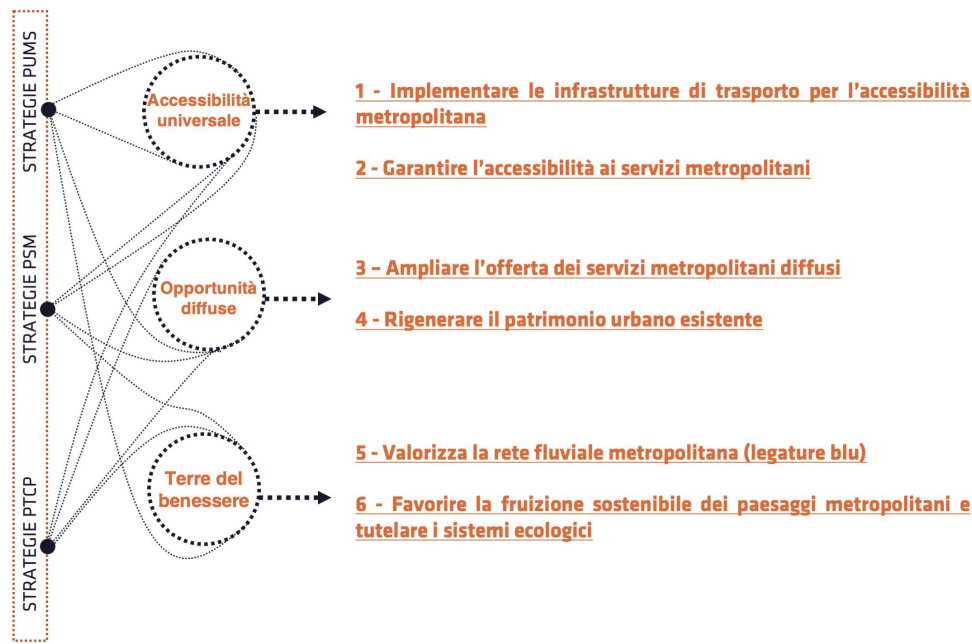 STRATEGIE PUMS
STRATEGIE PSM
STRATEGIE PTCP
Accessibilità
universale
1 - Implementare le infrastrutture di trasporto per l'accessibilità
metropolitana
2 - Garantire l'accessibilità ai servizi metropolitani
Opportunità
diffuse
3 – Ampliare l'offerta dei servizi metropolitani diffusi
4 - Rigenerare il patrimonio urbano esistente
Terre del
benessere
5 - Valorizza la rete fluviale metropolitana (legature blu)
6 - Favorire la fruizione sostenibile dei paesaggi metropolitani e
tutelare i sistemi ecologici